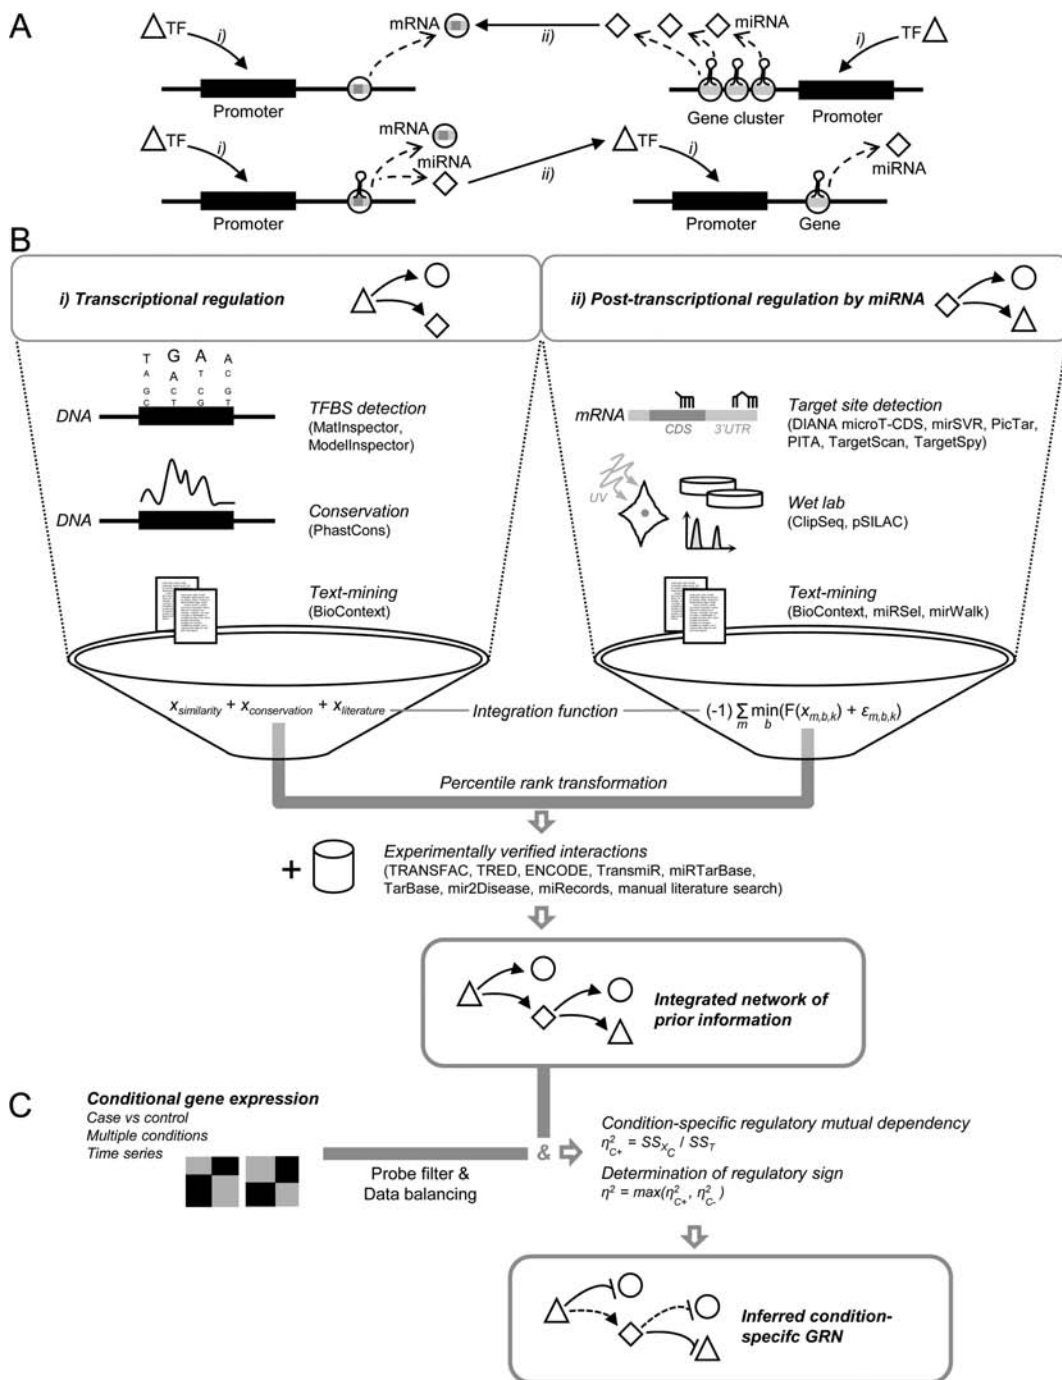 A
TF
i)
mRNA
ii)
miRNA
i)
TF
Promoter
Gene cluster
Promoter
TF
i)
mRNA
miRNA
ii)
TF
i)
miRNA
Promoter
Promoter
Gene
B
i) Transcriptional regulation
ii) Post-transcriptional regulation by miRNA
T G A A
A A T C
G C C G
C T G T
DNA
TFBS detection
(MatInspector,
ModelInspector)
mRNA
CDS
3'UTR
Target site detection
(DIANA microT-CDS, mirSVR, PicTar,
PITA, TargetScan, TargetSpy)
DNA
Conservation
(PhastCons)
UV
Wet lab
(ClipSeq, pSILAC)
Text-mining
(BioContext)
Text-mining
(BioContext, miRSel, mirWalk)
x_similarity + x_conservation + x_literature
Integration function
(-1) ∑_m min_b (F(x_m,b,k) + ε_m,b,k)
Percentile rank transformation
+
Experimentally verified interactions
(TRANSFAC, TRED, ENCODE, TransmiR, miRTarBase,
TarBase, mir2Disease, miRecords, manual literature search)
Integrated network of
prior information
C
Conditional gene expression
Case vs control
Multiple conditions
Time series
Probe filter &
Data balancing
&
Condition-specific regulatory mutual dependency
η²_C+ = SS_X_C / SS_T
Determination of regulatory sign
η² = max(η²_C+, η²_C-)
Inferred condition-
specifc GRN